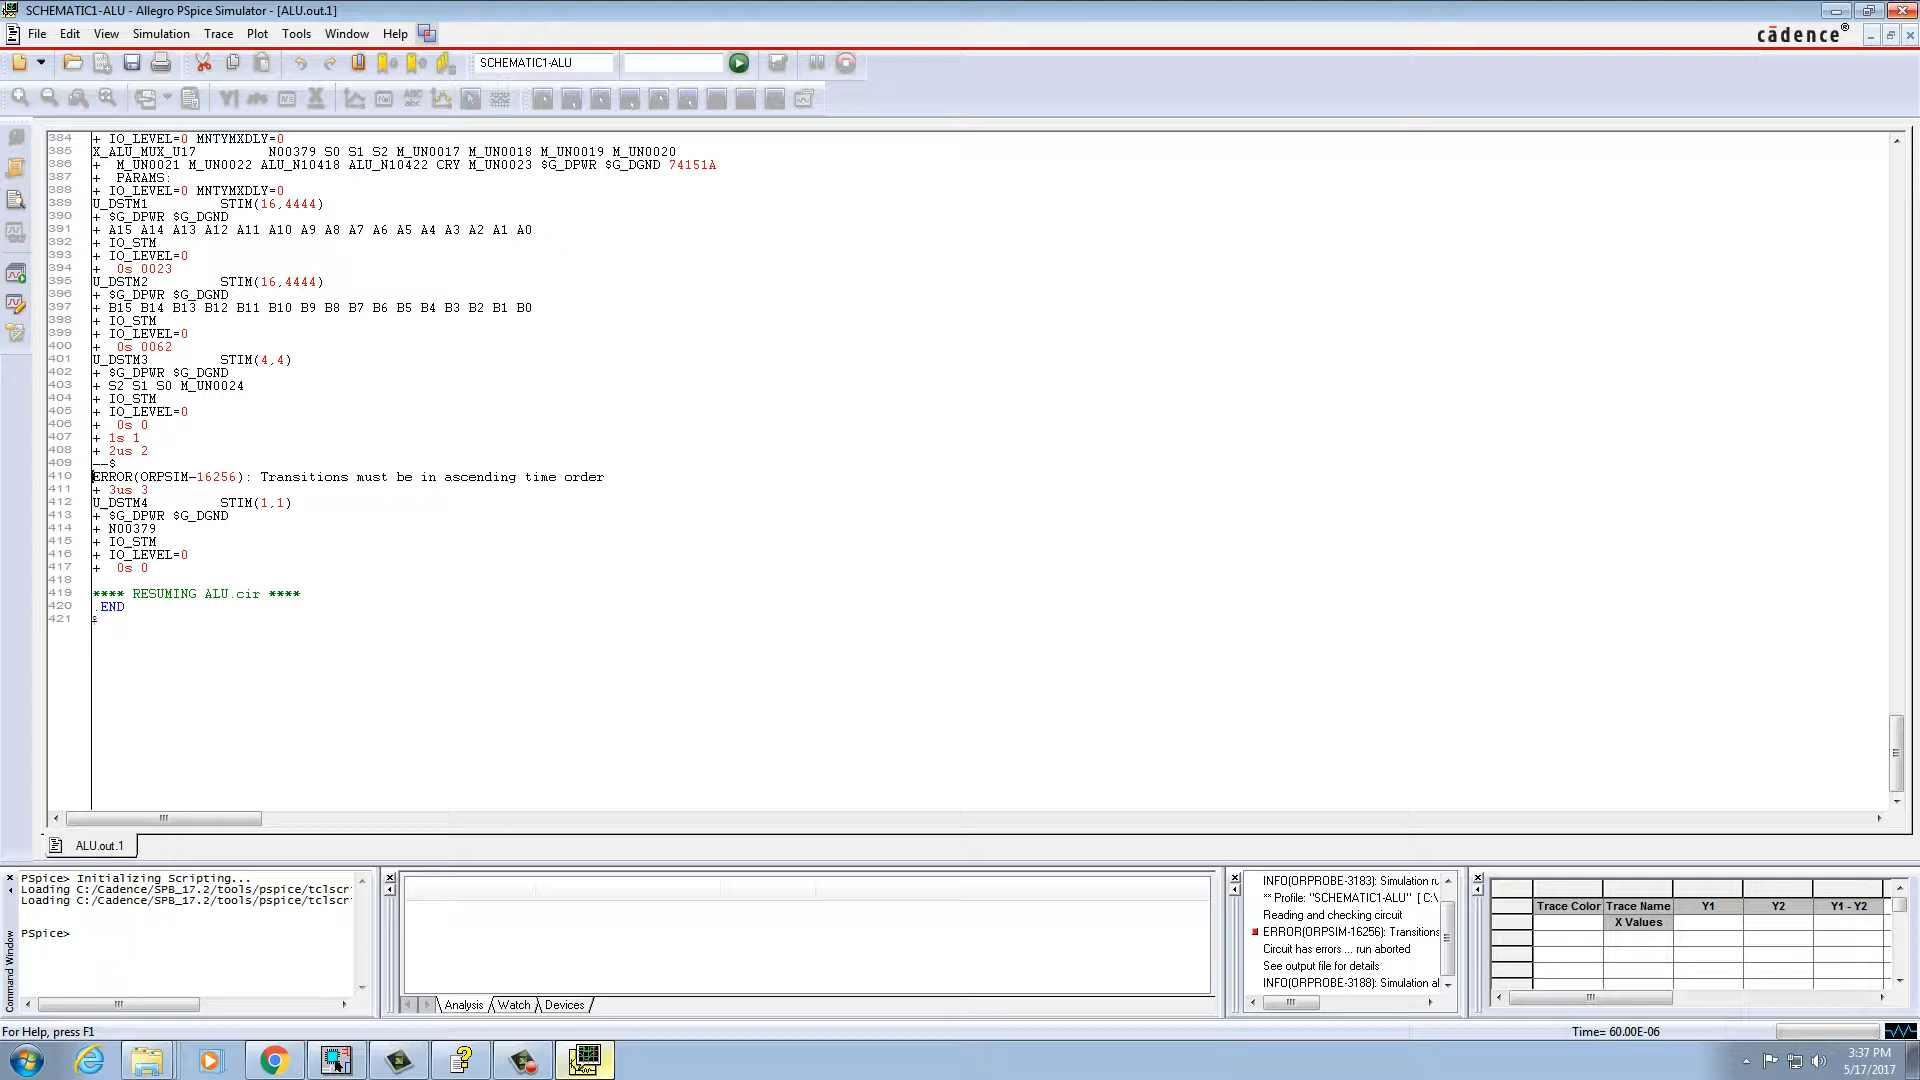 SCHEMATIC1-ALU - Allegro PSpice Simulator - [ALU.out.1]
File Edit View Simulation Trace Plot Tools Window Help
cādence®
SCHEMATIC1-ALU
384 + IO_LEVEL=0 MNTYMXDLY=0
385 X_ALU_MUX_U17 N00379 S0 S1 S2 M_UN0017 M_UN0018 M_UN0019 M_UN0020
386 + M_UN0021 M_UN0022 ALU_N10418 ALU_N10422 CRY M_UN0023 $G_DPWR $G_DGND 74151A
387 + PARAMS:
388 + IO_LEVEL=0 MNTYMXDLY=0
389 U_DSTM1 STIM(16,4444)
390 + $G_DPWR $G_DGND
391 + A15 A14 A13 A12 A11 A10 A9 A8 A7 A6 A5 A4 A3 A2 A1 A0
392 + IO_STM
393 + IO_LEVEL=0
394 + 0s 0023
395 U_DSTM2 STIM(16,4444)
396 + $G_DPWR $G_DGND
397 + B15 B14 B13 B12 B11 B10 B9 B8 B7 B6 B5 B4 B3 B2 B1 B0
398 + IO_STM
399 + IO_LEVEL=0
400 + 0s 0062
401 U_DSTM3 STIM(4,4)
402 + $G_DPWR $G_DGND
403 + S2 S1 S0 M_UN0024
404 + IO_STM
405 + IO_LEVEL=0
406 + 0s 0
407 + 1s 1
408 + 2us 2
409 --$
410 ERROR(ORPSIM-16256): Transitions must be in ascending time order
411 + 3us 3
412 U_DSTM4 STIM(1,1)
413 + $G_DPWR $G_DGND
414 + N00379
415 + IO_STM
416 + IO_LEVEL=0
417 + 0s 0
418
419 **** RESUMING ALU.cir ****
420 .END
421
ALU.out.1
Command Window
PSpice> Initializing Scripting...
Loading C:/Cadence/SPB_17.2/tools/pspice/tclscr
Loading C:/Cadence/SPB_17.2/tools/pspice/tclscr
PSpice>
Analysis Watch Devices
INFO(ORPROBE-3183): Simulation ru
** Profile: "SCHEMATIC1-ALU" [ C:\
Reading and checking circuit
ERROR(ORPSIM-16256): Transitions
Circuit has errors ... run aborted
See output file for details
INFO(ORPROBE-3188): Simulation a
Trace Color Trace Name Y1 Y2 Y1 - Y2
X Values
For Help, press F1
Time= 60.00E-06
3:37 PM
5/17/2017